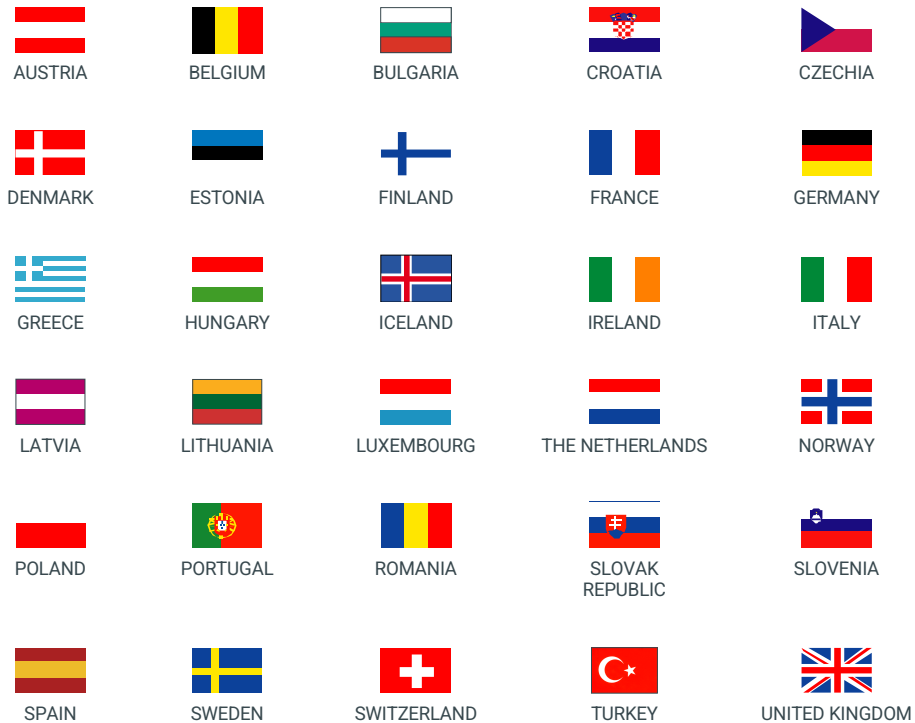 AUSTRIA
BELGIUM
BULGARIA
CROATIA
CZECHIA
DENMARK
ESTONIA
FINLAND
FRANCE
GERMANY
GREECE
HUNGARY
ICELAND
IRELAND
ITALY
LATVIA
LITHUANIA
LUXEMBOURG
THE NETHERLANDS
NORWAY
POLAND
PORTUGAL
ROMANIA
SLOVAK
REPUBLIC
SLOVENIA
SPAIN
SWEDEN
SWITZERLAND
TURKEY
UNITED KINGDOM